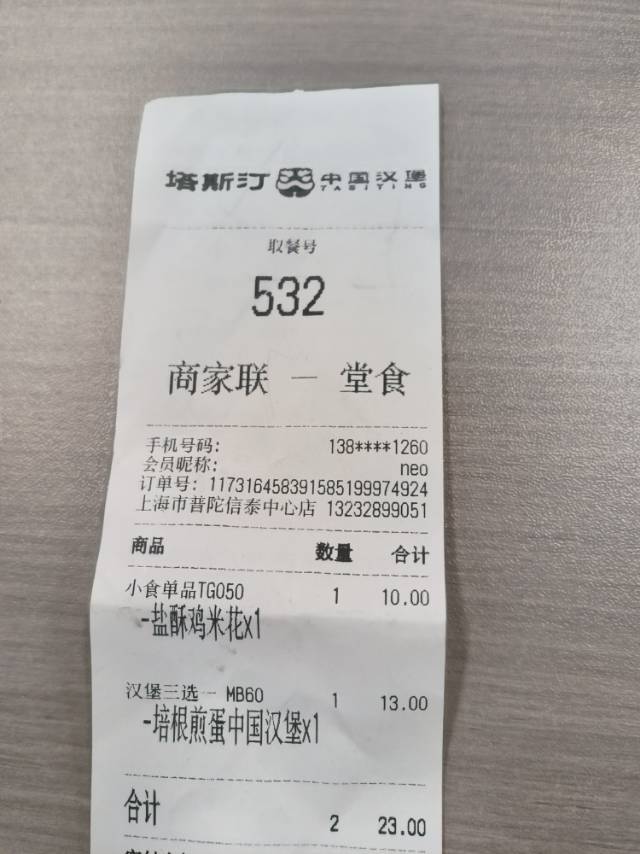 塔斯汀 中国汉堡
TASITING
取餐号
532
商家联 — 堂食
手机号码： 138****1260
会员昵称： neo
订单号：117316458391585199974924
上海市普陀信泰中心店 13232899051
商品 数量 合计
小食单品TG050 1 10.00
-盐酥鸡米花x1
汉堡三选一 MB60 1 13.00
-培根煎蛋中国汉堡x1
合计 2 23.00